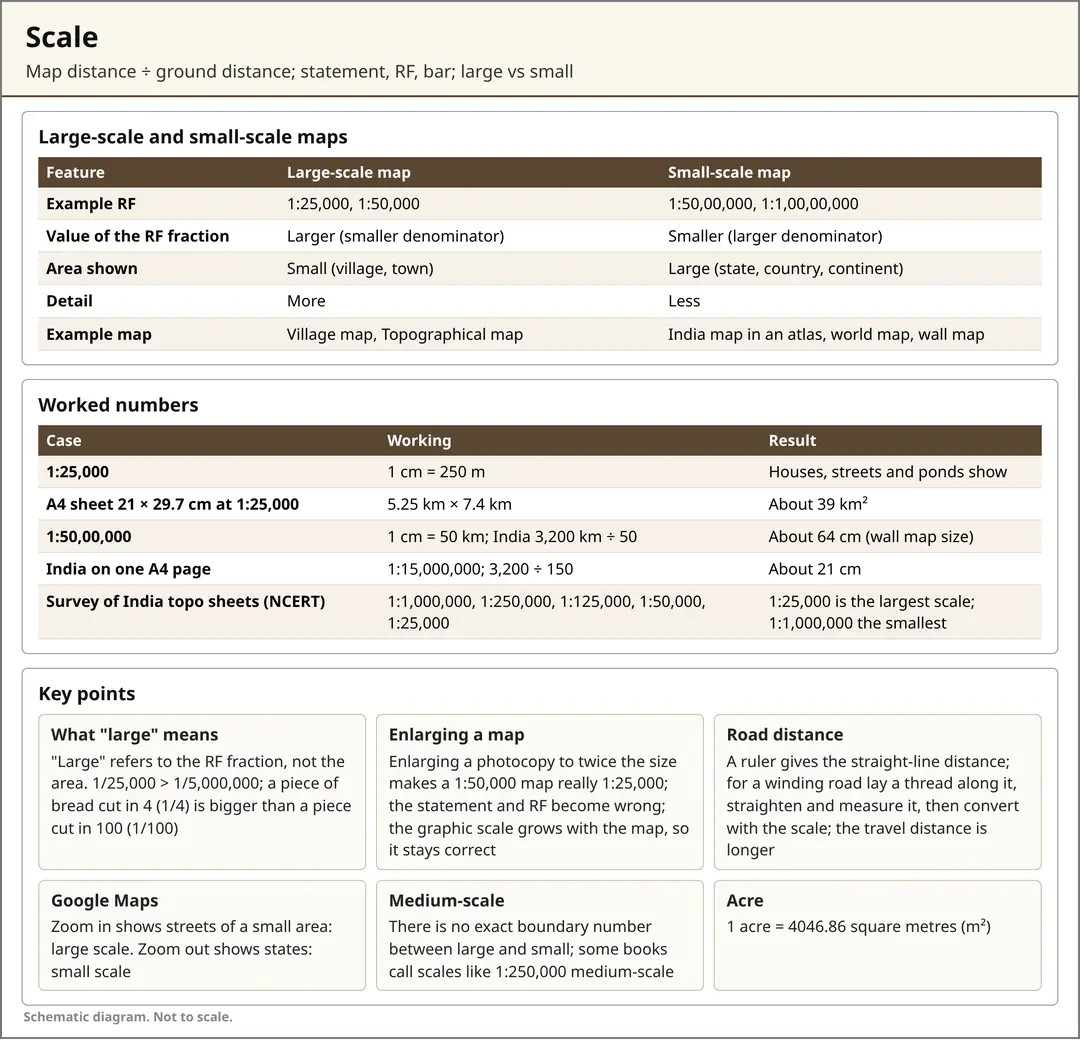 Scale
Map distance ÷ ground distance; statement, RF, bar; large vs small
Large-scale and small-scale maps
Feature Large-scale map Small-scale map
Example RF 1:25,000, 1:50,000 1:50,00,000, 1:1,00,00,000
Value of the RF fraction Larger (smaller denominator) Smaller (larger denominator)
Area shown Small (village, town) Large (state, country, continent)
Detail More Less
Example map Village map, Topographical map India map in an atlas, world map, wall map
Worked numbers
Case Working Result
1:25,000 1 cm = 250 m Houses, streets and ponds show
A4 sheet 21 × 29.7 cm at 1:25,000 5.25 km × 7.4 km About 39 km²
1:50,00,000 1 cm = 50 km; India 3,200 km ÷ 50 About 64 cm (wall map size)
India on one A4 page 1:15,000,000; 3,200 ÷ 150 About 21 cm
Survey of India topo sheets (NCERT) 1:1,000,000, 1:250,000, 1:125,000, 1:50,000, 1:25,000 is the largest scale;
1:25,000 1:1,000,000 the smallest
Key points
What "large" means
"Large" refers to the RF fraction, not the
area. 1/25,000 > 1/5,000,000; a piece of
bread cut in 4 (1/4) is bigger than a piece
cut in 100 (1/100)
Enlarging a map
Enlarging a photocopy to twice the size
makes a 1:50,000 map really 1:25,000;
the statement and RF become wrong;
the graphic scale grows with the map, so
it stays correct
Road distance
A ruler gives the straight-line distance;
for a winding road lay a thread along it,
straighten and measure it, then convert
with the scale; the travel distance is
longer
Google Maps
Zoom in shows streets of a small area:
large scale. Zoom out shows states:
small scale
Medium-scale
There is no exact boundary number
between large and small; some books
call scales like 1:250,000 medium-scale
Acre
1 acre = 4046.86 square metres (m²)
Schematic diagram. Not to scale.